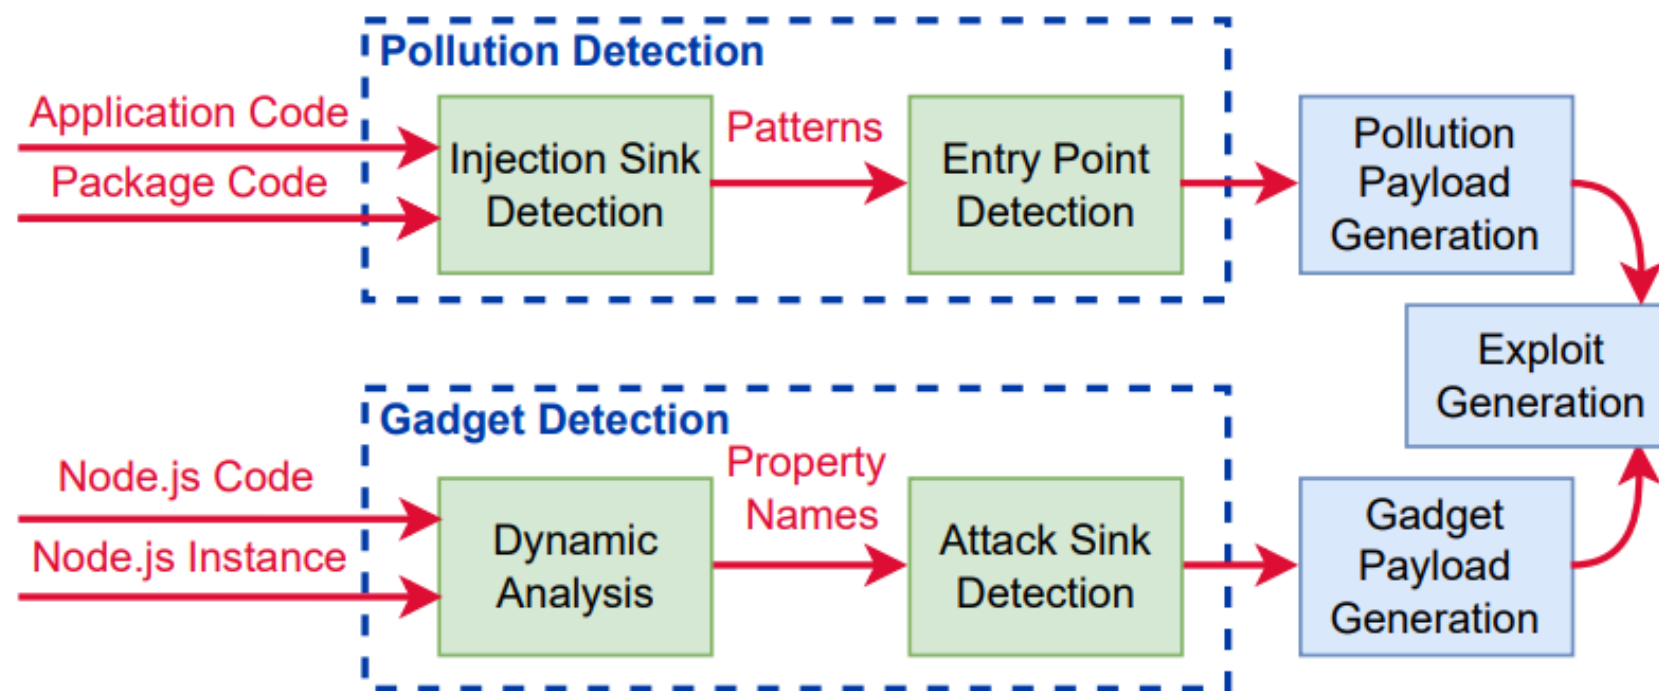 Pollution Detection
Application Code
Package Code
Injection Sink
Detection
Patterns
Entry Point
Detection
Pollution
Payload
Generation
Exploit
Generation
Gadget Detection
Node.js Code
Node.js Instance
Dynamic
Analysis
Property
Names
Attack Sink
Detection
Gadget
Payload
Generation